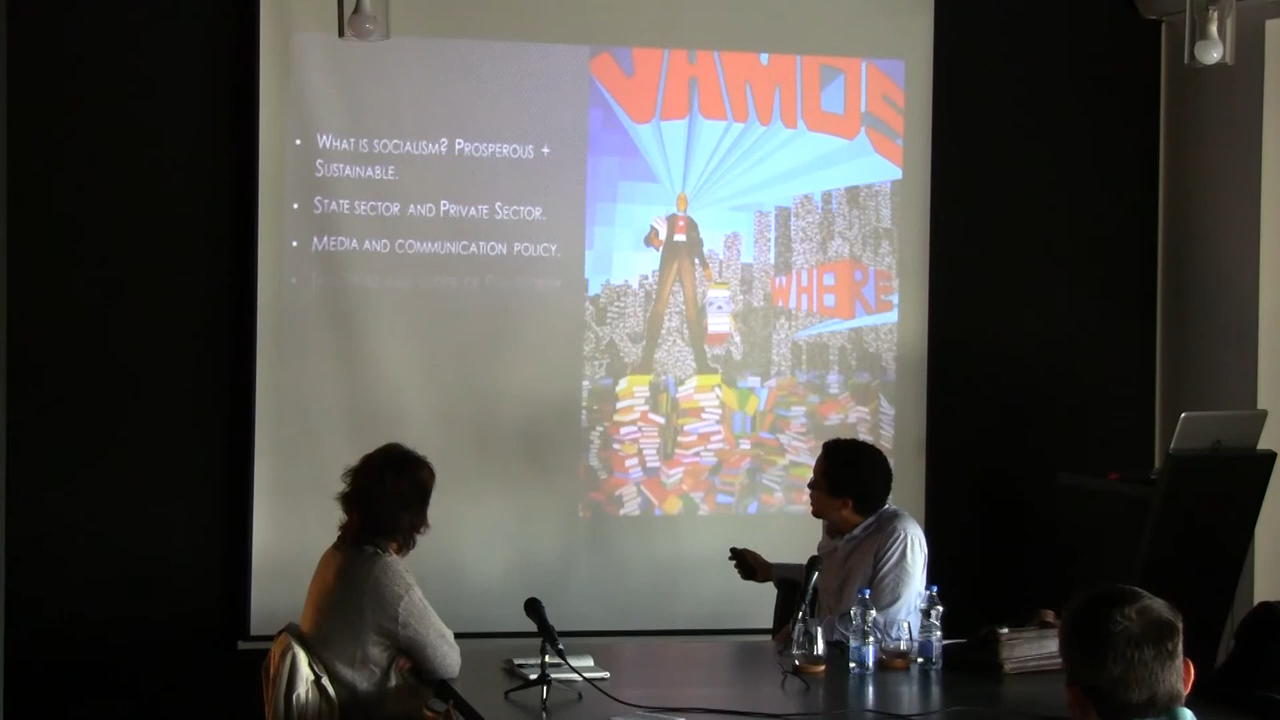 WHAT IS SOCIALISM? PROSPEROUS +
SUSTAINABLE.
STATE SECTOR AND PRIVATE SECTOR.
MEDIA AND COMMUNICATION POLICY.
VAMOS
WHERE